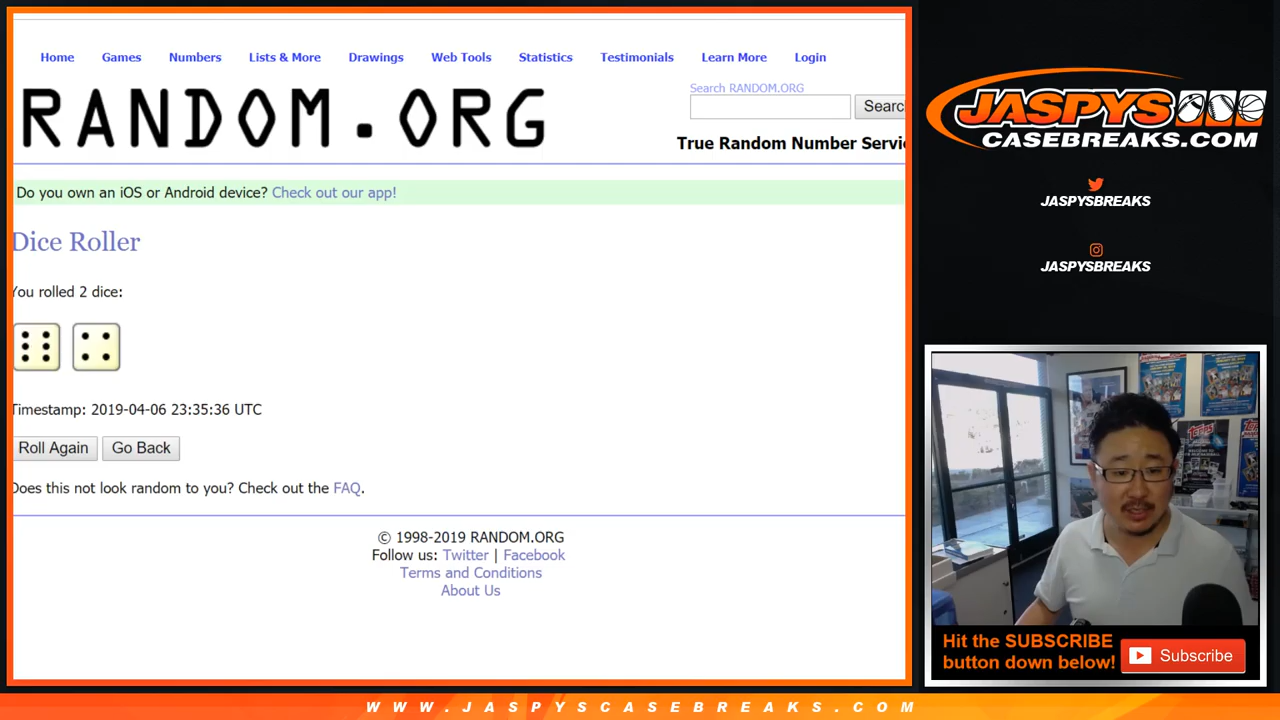 Home Games Numbers Lists & More Drawings Web Tools Statistics Testimonials Learn More Login
RANDOM.ORG
Search RANDOM.ORG
Searc
True Random Number Servi
Do you own an iOS or Android device? Check out our app!
Dice Roller
You rolled 2 dice:
Timestamp: 2019-04-06 23:35:36 UTC
Roll Again Go Back
Does this not look random to you? Check out the FAQ.
© 1998-2019 RANDOM.ORG
Follow us: Twitter | Facebook
Terms and Conditions
About Us
JASPYS
CASEBREAKS.COM
JASPYSBREAKS
JASPYSBREAKS
TOPPS
Hit the SUBSCRIBE
button down below!
Subscribe
WWW.JASPYSCASEBREAKS.COM